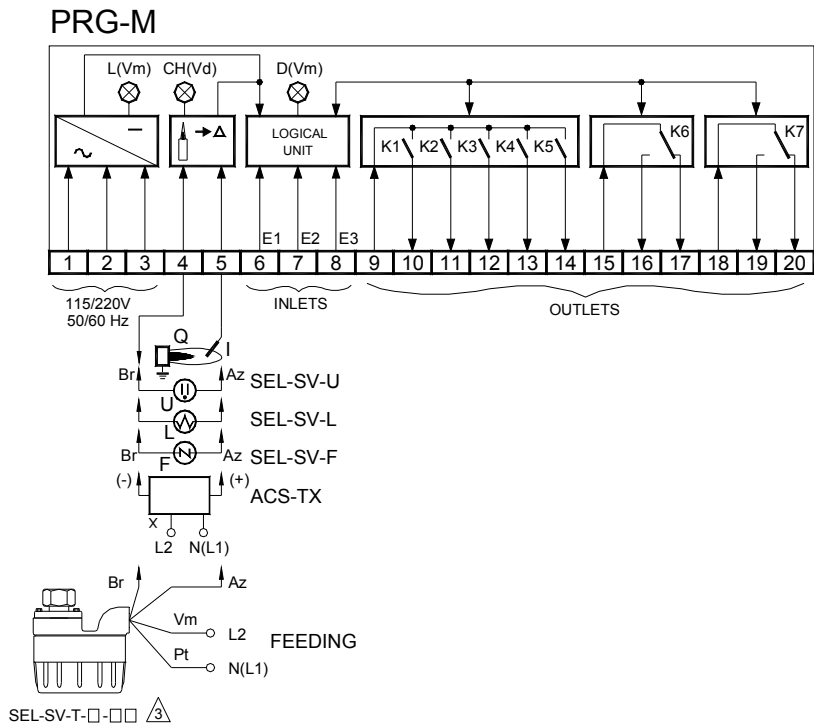 PRG-M
L(Vm) CH(Vd) D(Vm)
LOGICAL
UNIT
K1 K2 K3 K4 K5 K6 K7
E1 E2 E3
1 2 3 4 5 6 7 8 9 10 11 12 13 14 15 16 17 18 19 20
115/220V
50/60 Hz
INLETS
OUTLETS
Q I
Br Az SEL-SV-U
U
SEL-SV-L
L
Br Az SEL-SV-F
F
(-) (+) ACS-TX
X
L2 N(L1)
Br Az
Vm L2 FEEDING
Pt N(L1)
SEL-SV-T-□-□□ 3